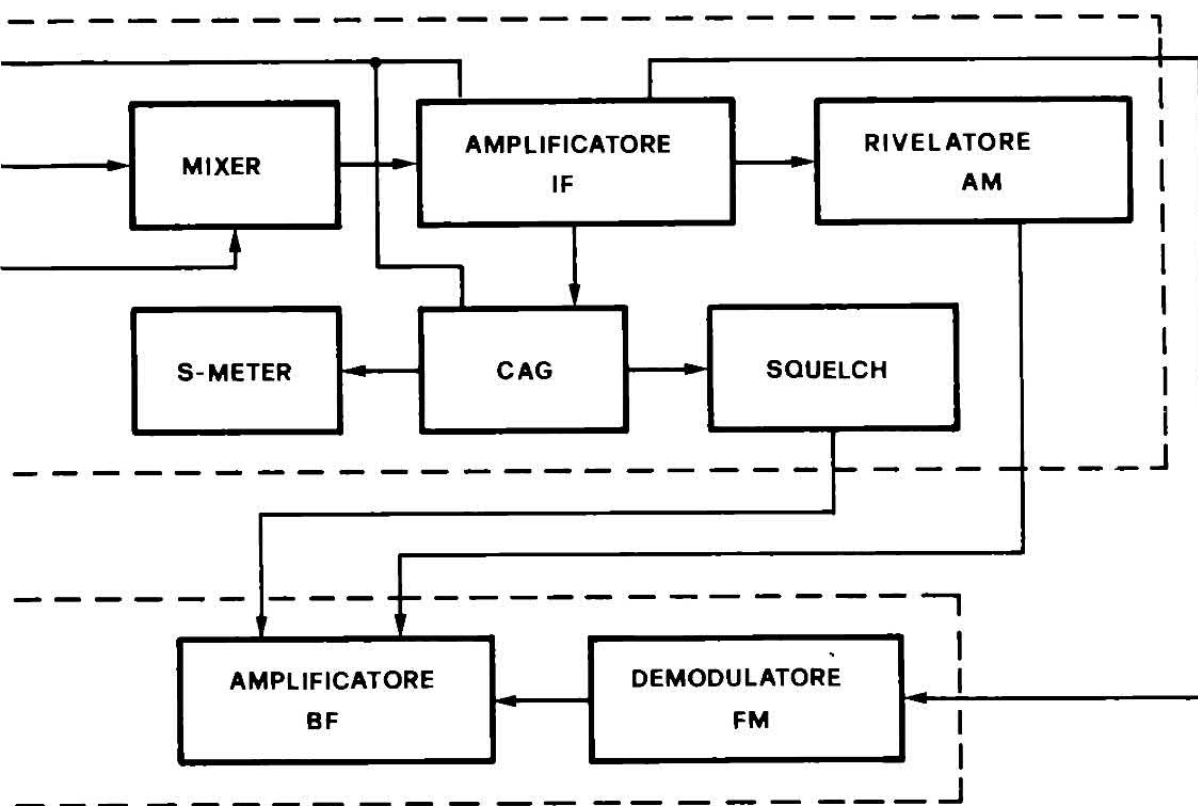 MIXER
AMPLIFICATORE
IF
RIVELATORE
AM
S-METER
CAG
SQUELCH
AMPLIFICATORE
BF
DEMODULATORE
FM